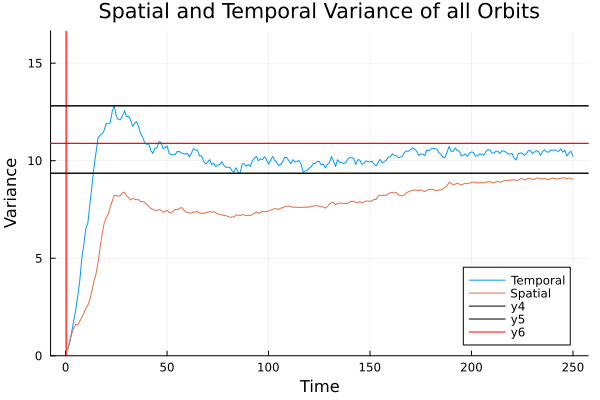 Spatial and Temporal Variance of all Orbits
15
10
5
0
Variance
0 50 100 150 200 250
Time
Temporal
Spatial
y4
y5
y6